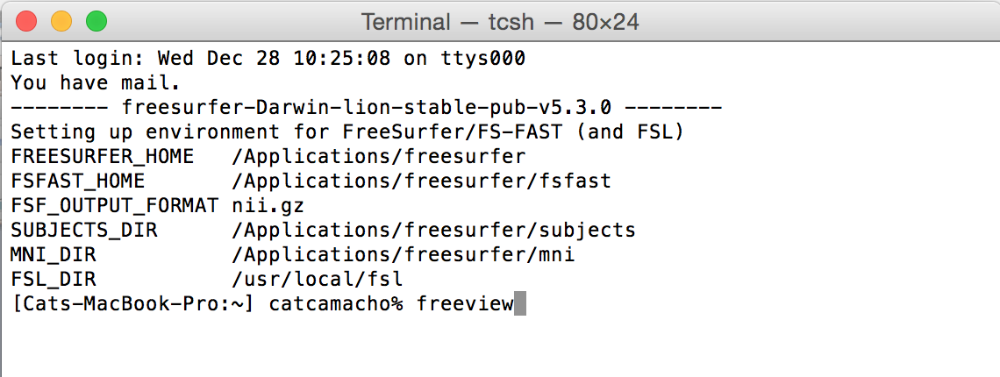 Terminal — tcsh — 80×24
Last login: Wed Dec 28 10:25:08 on ttys000
You have mail.
-------- freesurfer-Darwin-lion-stable-pub-v5.3.0 --------
Setting up environment for FreeSurfer/FS-FAST (and FSL)
FREESURFER_HOME   /Applications/freesurfer
FSFAST_HOME       /Applications/freesurfer/fsfast
FSF_OUTPUT_FORMAT nii.gz
SUBJECTS_DIR      /Applications/freesurfer/subjects
MNI_DIR           /Applications/freesurfer/mni
FSL_DIR           /usr/local/fsl
[Cats-MacBook-Pro:~] catcamacho% freeview